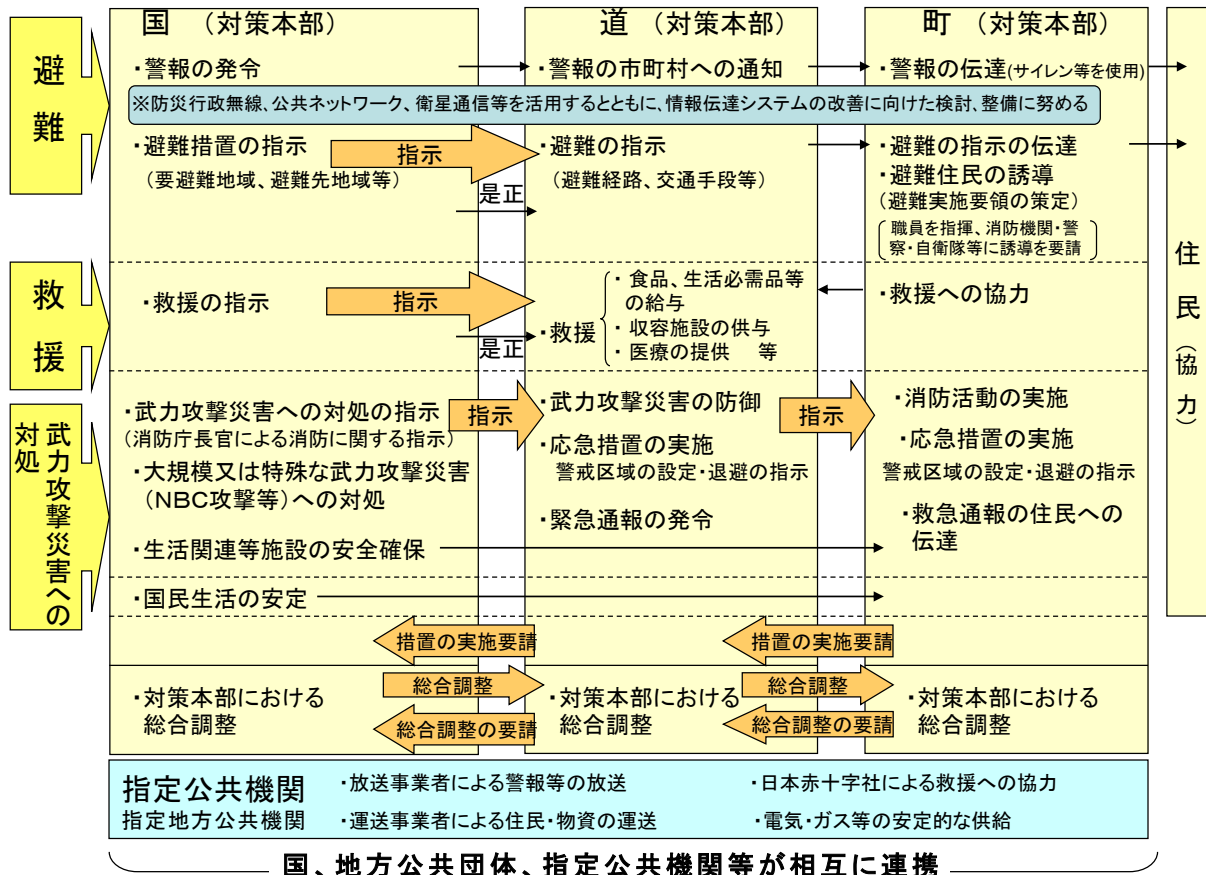 国 （対策本部）
道 （対策本部）
町 （対策本部）
避難
・警報の発令
・警報の市町村への通知
・警報の伝達(サイレン等を使用)
※防災行政無線、公共ネットワーク、衛星通信等を活用するとともに、情報伝達システムの改善に向けた検討、整備に努める
・避難措置の指示
（要避難地域、避難先地域等）
指示
是正
・避難の指示
（避難経路、交通手段等）
・避難の指示の伝達
・避難住民の誘導
（避難実施要領の策定）
職員を指揮、消防機関・警
察・自衛隊等に誘導を要請
住民（協力）
救援
・救援の指示
指示
是正
・救援
・ 食品、生活必需品等
の給与
・ 収容施設の供与
・ 医療の提供　等
・救援への協力
武力攻撃災害への
対処
・武力攻撃災害への対処の指示
（消防庁長官による消防に関する指示）
・大規模又は特殊な武力攻撃災害
（ＮＢＣ攻撃等）への対処
・生活関連等施設の安全確保
指示
・武力攻撃災害の防御
・応急措置の実施
警戒区域の設定・退避の指示
・緊急通報の発令
指示
・消防活動の実施
・応急措置の実施
警戒区域の設定・退避の指示
・救急通報の住民への
伝達
・国民生活の安定
措置の実施要請
措置の実施要請
・対策本部における
総合調整
総合調整
総合調整の要請
・対策本部における
総合調整
総合調整
総合調整の要請
・対策本部における
総合調整
指定公共機関
指定地方公共機関
・放送事業者による警報等の放送
・日本赤十字社による救援への協力
・運送事業者による住民・物資の運送
・電気・ガス等の安定的な供給
国、地方公共団体、指定公共機関等が相互に連携